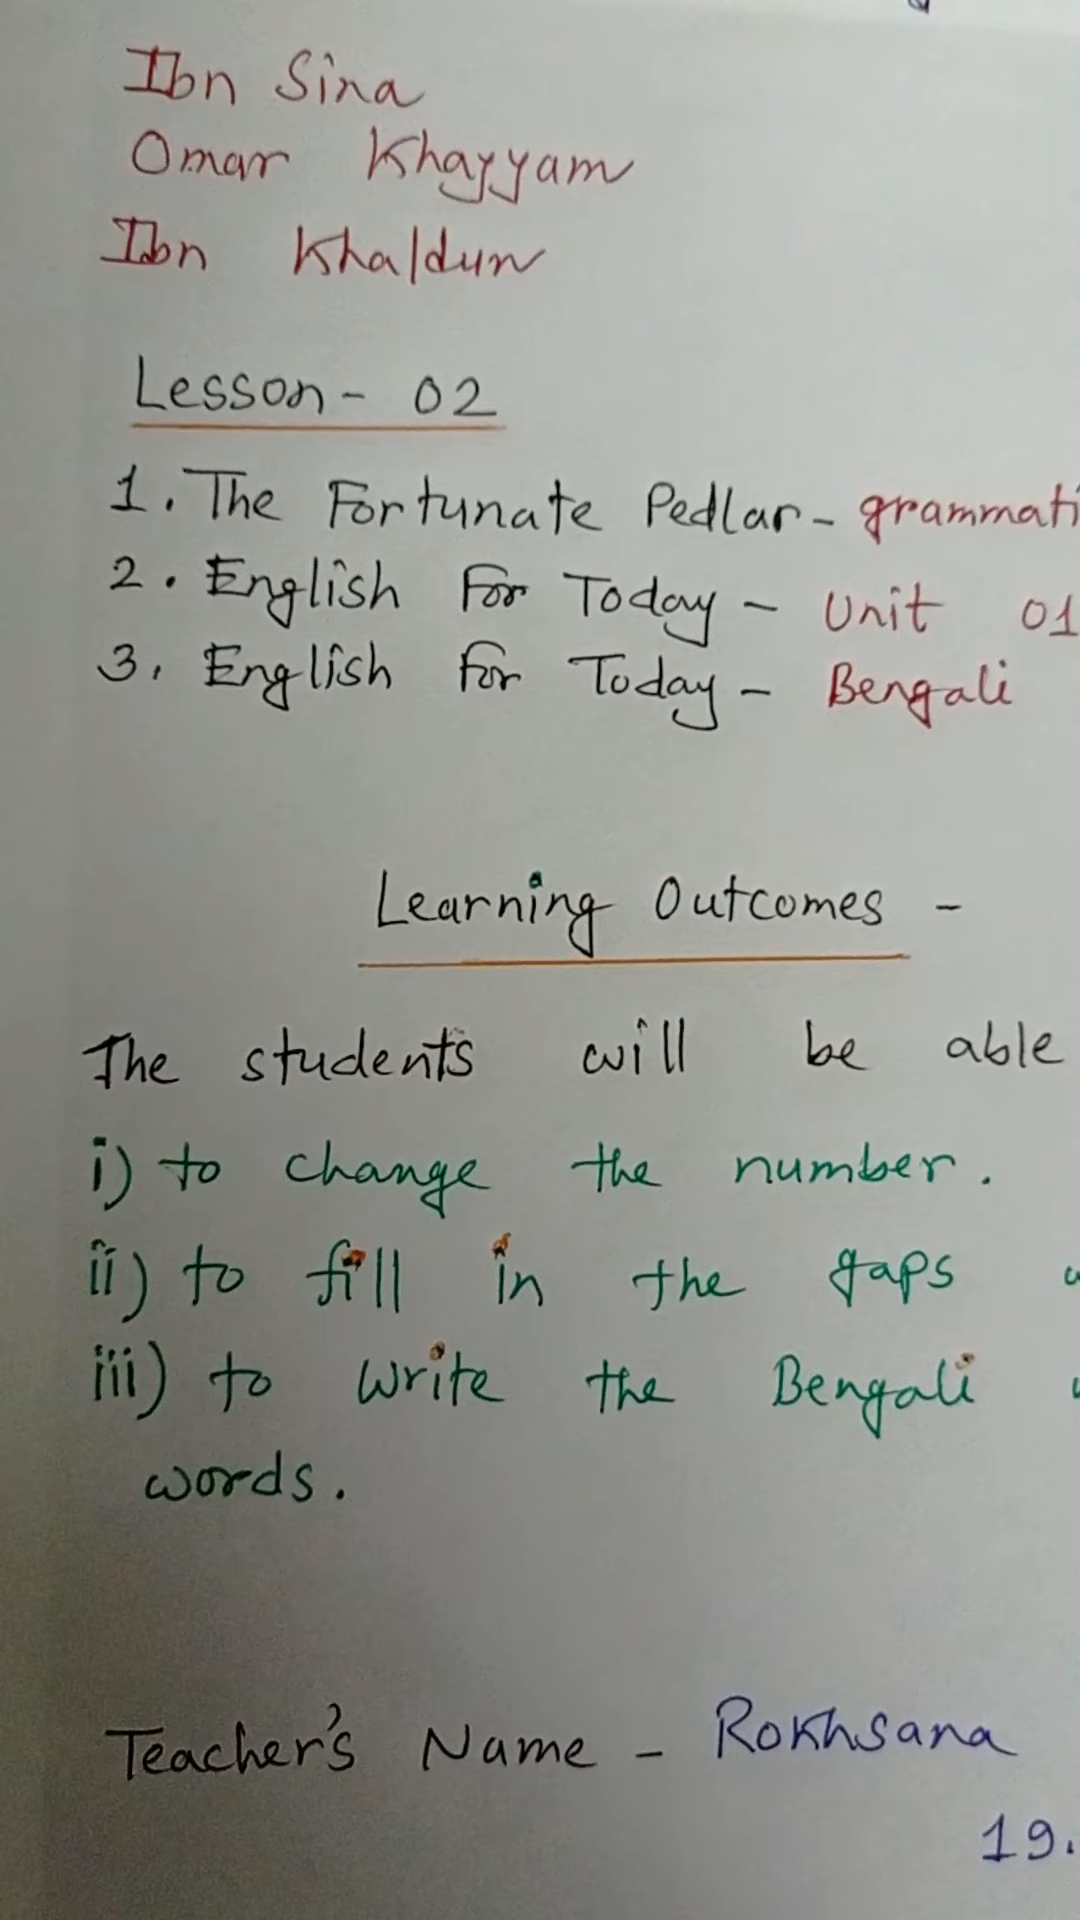 Ibn Sina
Omar Khayyam
Ibn Khaldun
Lesson - 02
1. The Fortunate Pedlar - grammati
2. English For Today - Unit 01
3. English For Today - Bengali
Learning Outcomes -
The students will be able
i) to change the number.
ii) to fill in the gaps
iii) to write the Bengali
words.
Teacher's Name - Rokhsana
19.